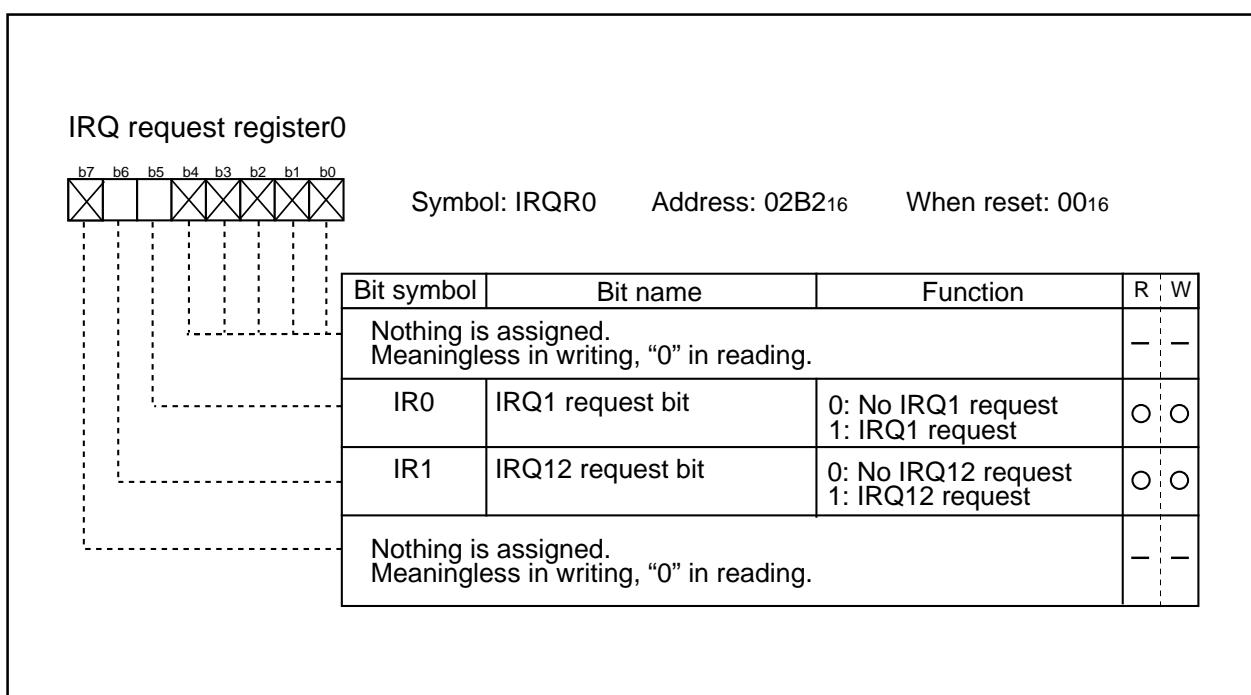 IRQ request register0
b7 b6 b5 b4 b3 b2 b1 b0
Symbol: IRQR0 Address: 02B216 When reset: 0016
Bit symbol Bit name Function R W
Nothing is assigned.
Meaningless in writing, “0” in reading.
– –
IR0 IRQ1 request bit 0: No IRQ1 request
1: IRQ1 request
IR1 IRQ12 request bit 0: No IRQ12 request
1: IRQ12 request
Nothing is assigned.
Meaningless in writing, “0” in reading.
– –